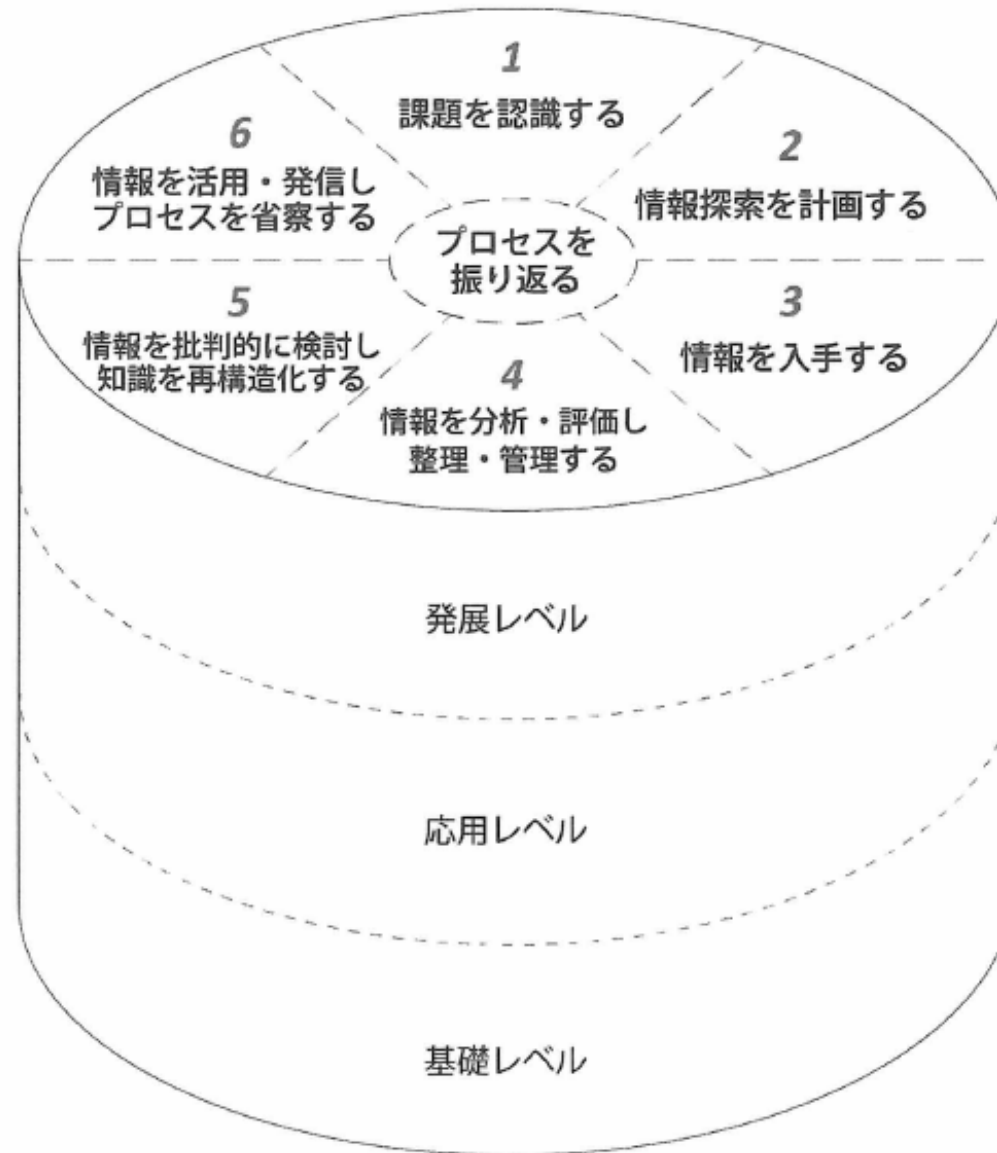 1
課題を認識する
2
情報探索を計画する
3
情報を入手する
4
情報を分析・評価し
整理・管理する
5
情報を批判的に検討し
知識を再構造化する
6
情報を活用・発信し
プロセスを省察する
プロセスを
振り返る
発展レベル
応用レベル
基礎レベル